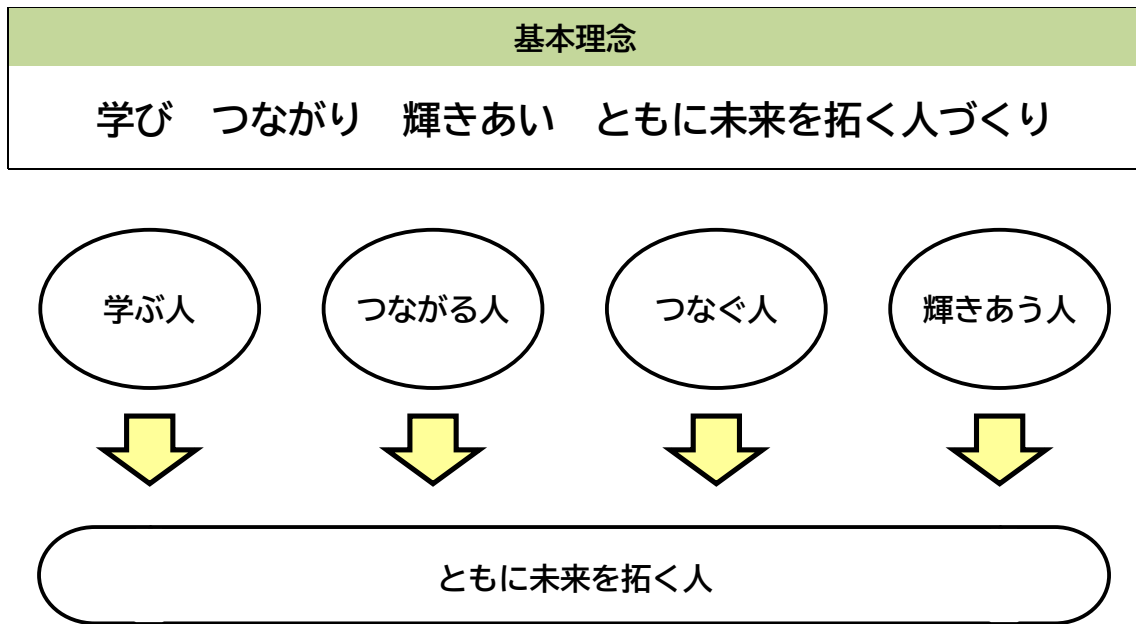 基本理念
学び　つながり　輝きあい　ともに未来を拓く人づくり
学ぶ人
つながる人
つなぐ人
輝きあう人
ともに未来を拓く人